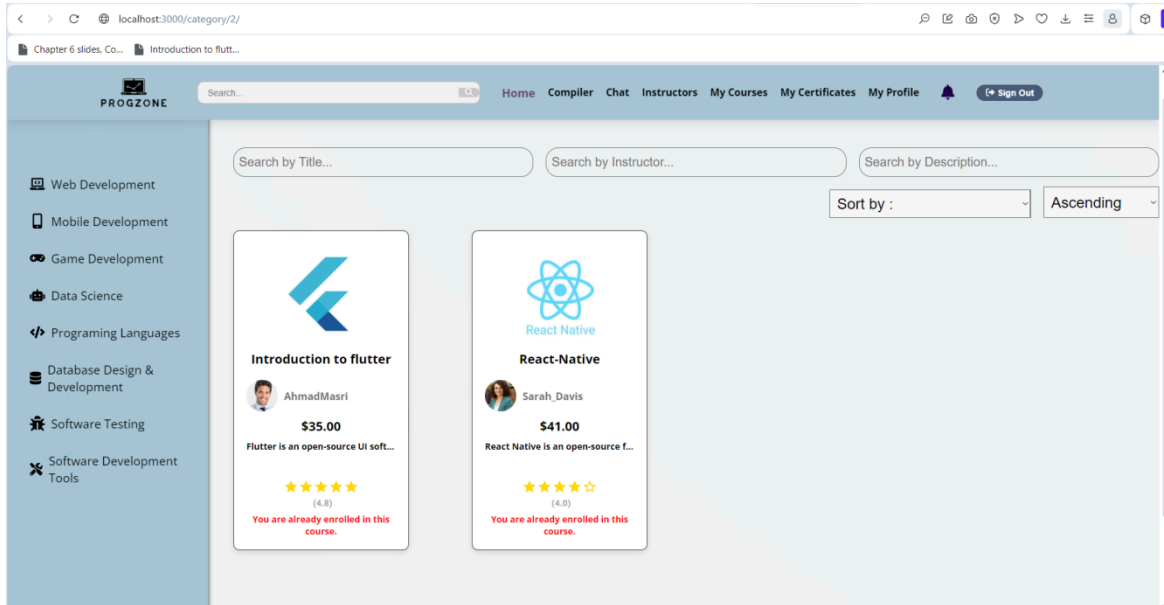 localhost:3000/category/2/
Chapter 6 slides, Co... Introduction to flutt...
PROGZONE
Search...
Home Compiler Chat Instructors My Courses My Certificates My Profile Sign Out
Web Development
Mobile Development
Game Development
Data Science
Programing Languages
Database Design &
Development
Software Testing
Software Development
Tools
Search by Title... Search by Instructor... Search by Description...
Sort by : Ascending
Introduction to flutter
AhmadMasri
$35.00
Flutter is an open-source UI soft...
(4.8)
You are already enrolled in this
course.
React Native
React-Native
Sarah_Davis
$41.00
React Native is an open-source f...
(4.0)
You are already enrolled in this
course.